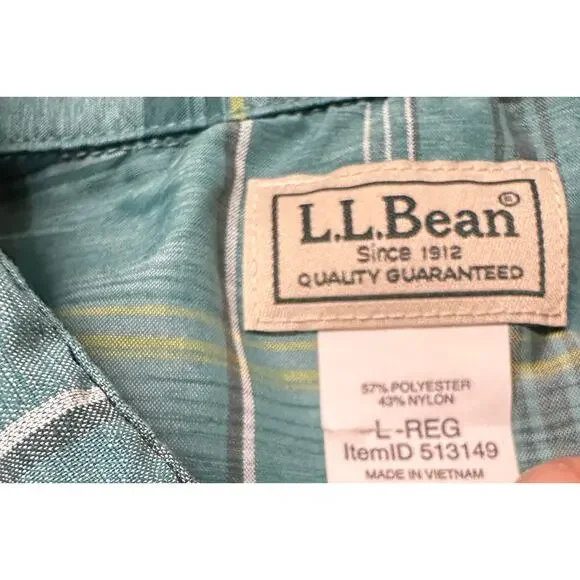 L.L.Bean®
Since 1912
QUALITY GUARANTEED
57% POLYESTER
43% NYLON
L-REG
ItemID 513149
MADE IN VIETNAM